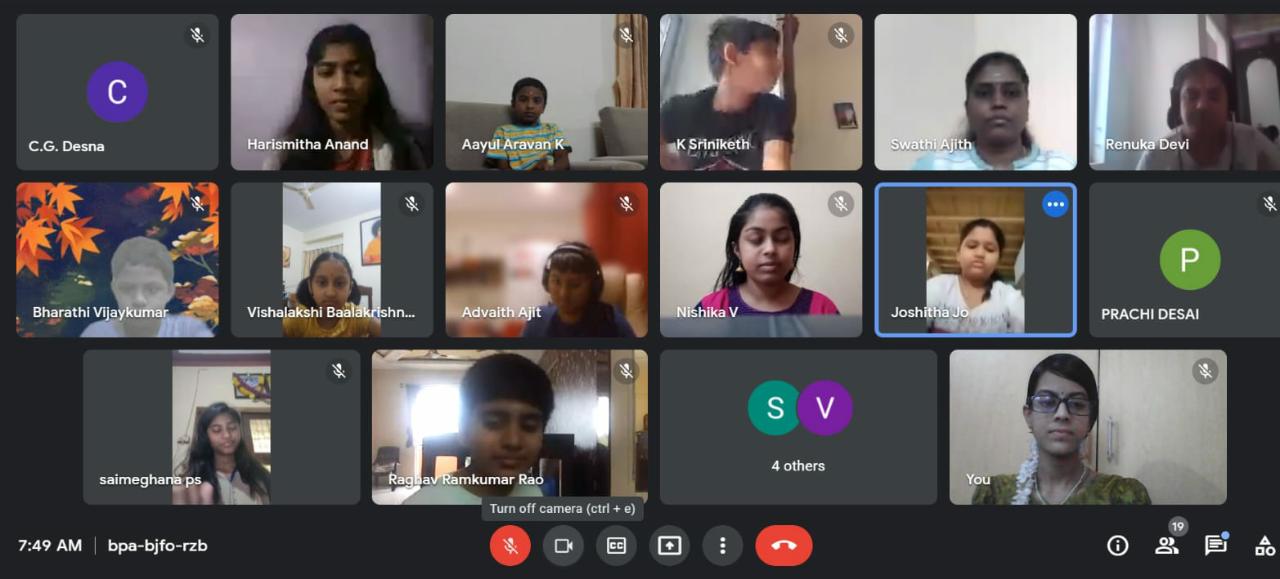 C
C.G. Desna
Harismitha Anand
Aayul Aravan K
K Sriniketh
Swathi Ajith
Renuka Devi
Bharathi Vijaykumar
Vishalakshi Baalakrishn...
Advaith Ajit
Nishika V
Joshitha Jo
P
PRACHI DESAI
saimeghana ps
Raghav Ramkumar Rao
S V
4 others
You
Turn off camera (ctrl + e)
19
7:49 AM | bpa-bjfo-rzb
CC